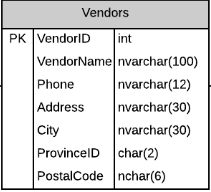 Vendors
PK VendorID int
VendorName nvarchar(100)
Phone nvarchar(12)
Address nvarchar(30)
City nvarchar(30)
ProvinceID char(2)
PostalCode nchar(6)